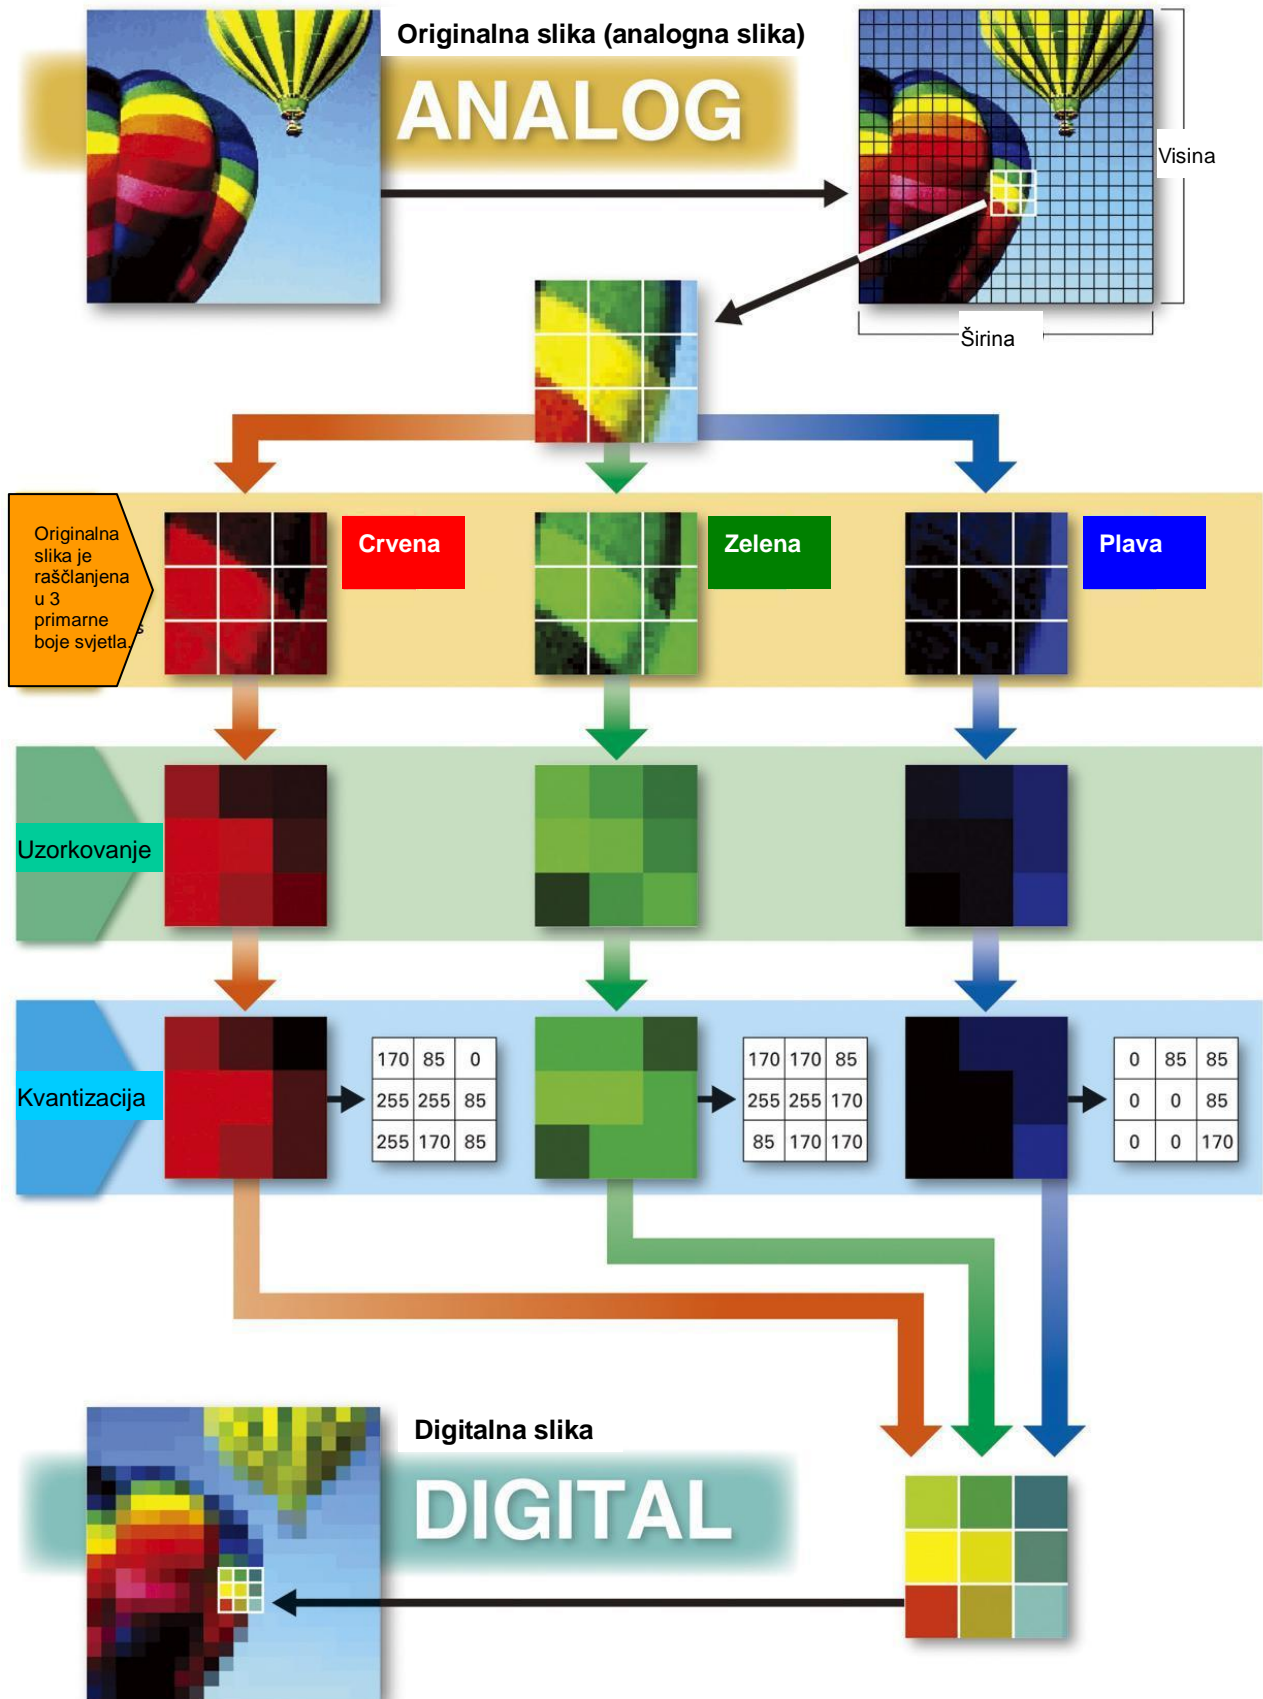 Originalna slika (analogna slika)
ANALOG
Visina
Širina
Originalna
slika je
raščlanjena
u 3
primarne
boje svjetla.
s
Crvena
Zelena
Plava
Uzorkovanje
Kvantizacija
170 85 0
255 255 85
255 170 85
170 170 85
255 255 170
85 170 170
0 85 85
0 0 85
0 0 170
Digitalna slika
DIGITAL